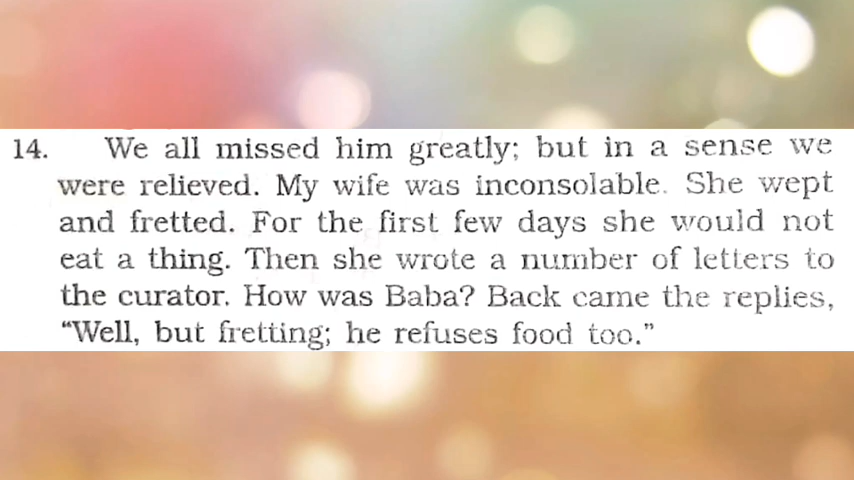 14. We all missed him greatly; but in a sense we
were relieved. My wife was inconsolable. She wept
and fretted. For the first few days she would not
eat a thing. Then she wrote a number of letters to
the curator. How was Baba? Back came the replies,
“Well, but fretting; he refuses food too.”